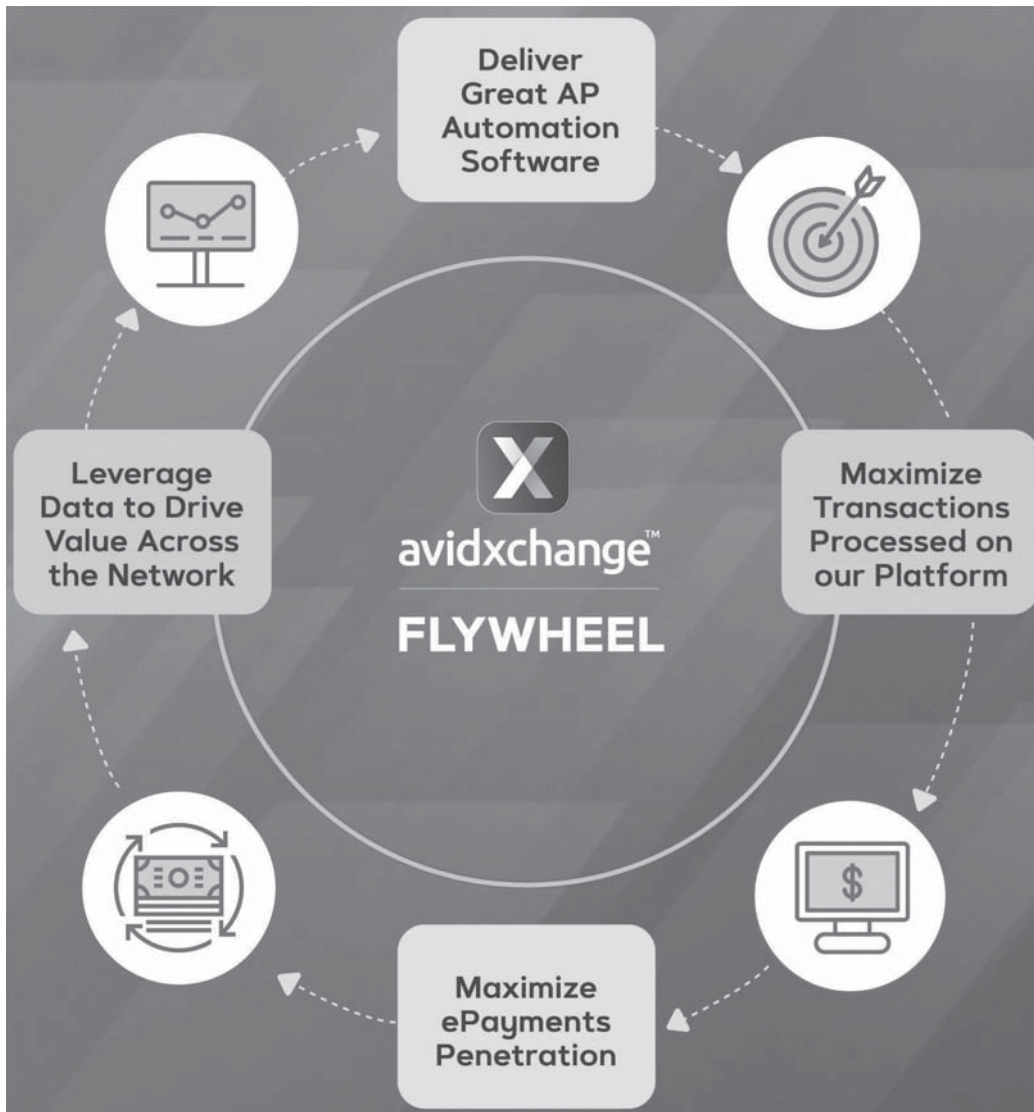 Deliver
Great AP
Automation
Software
Leverage
Data to Drive
Value Across
the Network
avidxchange™
FLYWHEEL
Maximize
Transactions
Processed on
our Platform
$
Maximize
ePayments
Penetration